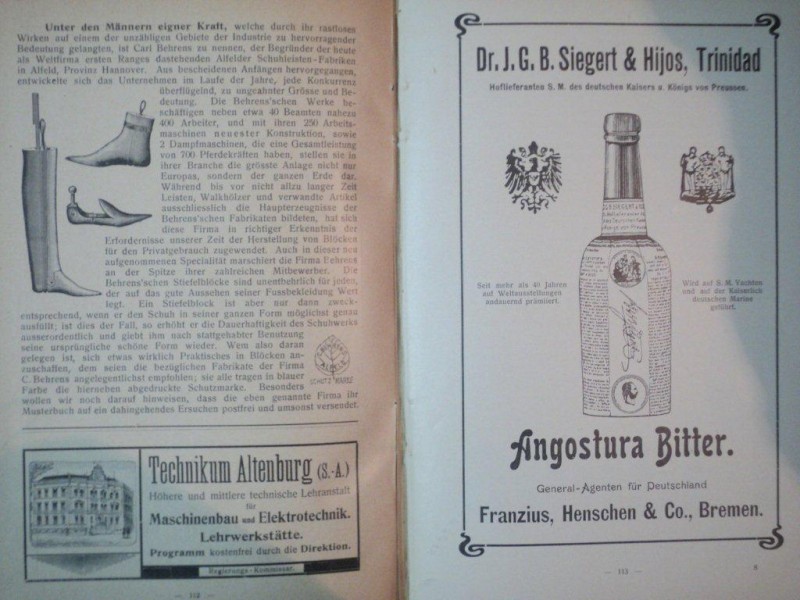 Unter den Männern eigner Kraft, welche durch ihr rastloses
Wirken auf einem der unzähligen Gebiete der Industrie zu hervorragender
Bedeutung gelangten, ist Carl Behrens zu nennen, der Begründer der heute
als Weltfirma ersten Ranges dastehenden Alfelder Schuhleisten-Fabriken
in Alfeld, Provinz Hannover. Aus bescheidenen Anfängen hervorgegangen,
entwickelte sich das Unternehmen im Laufe der Jahre, jede Konkurrenz
überflügelnd, zu ungeahnter Grösse und Be-
deutung. Die Behrens'schen Werke be-
schäftigen neben etwa 40 Beamten nahezu
400 Arbeiter, und mit ihren 250 Arbeits-
maschinen neuester Konstruktion, sowie
2 Dampfmaschinen, die eine Gesamtleistung
von 700 Pferdekräften haben, stellen sie in
ihrer Branche die grösste Anlage nicht nur
Europas, sondern der ganzen Erde dar.
Während bis vor nicht allzu langer Zeit
Leisten, Walkhölzer und verwandte Artikel
ausschliesslich die Haupterzeugnisse der
Behrens'schen Fabrikaten bildeten, hat sich
diese Firma in richtiger Erkenntnis der
Erfordernisse unserer Zeit der Herstellung von Blöcken
für den Privatgebrauch zugewendet. Auch in dieser neu
aufgenommenen Specialität marschiert die Firma Behrens
an der Spitze ihrer zahlreichen Mitbewerber. Die
Behrens'schen Stiefelblöcke sind unentbehrlich für jeden,
der auf das gute Aussehen seiner Fussbekleidung Wert
legt. Ein Stiefelblock ist aber nur dann zweck-
entsprechend, wenn er den Schuh in seiner ganzen Form möglichst genau
ausfüllt; ist dies der Fall, so erhöht er die Dauerhaftigkeit des Schuhwerks
ausserordentlich und giebt ihm nach stattgehabter Benutzung
seine ursprüngliche schöne Form wieder. Wem also daran
gelegen ist, sich etwas wirklich Praktisches in Blöcken an-
zuschaffen, dem seien die bezüglichen Fabrikate der Firma
C. Behrens angelegentlichst empfohlen; sie alle tragen in blauer
Farbe die hierneben abgedruckte Schutzmarke. Besonders
wollen wir noch darauf hinweisen, dass die eben genannte Firma ihr
Musterbuch auf ein dahingehendes Ersuchen postfrei und umsonst versendet.
SCHUTZ MARKE
Technikum Altenburg (S.-A.)
Höhere und mittlere technische Lehranstalt
für
Maschinenbau und Elektrotechnik.
Lehrwerkstätte.
Programm kostenfrei durch die Direktion.
Regierungs-Kommissar.
— 112 —
Dr. J. G. B. Siegert & Hijos, Trinidad
Hoflieferanten S. M. des deutschen Kaisers u. Königs von Preussen.
Seit mehr als 40 Jahren
auf Weltausstellungen
andauernd prämiiert.
Wird auf S. M. Yachten
und auf der Kaiserlich
deutschen Marine
geführt.
Angostura Bitter.
General-Agenten für Deutschland
Franzius, Henschen & Co., Bremen.
— 113 —
8